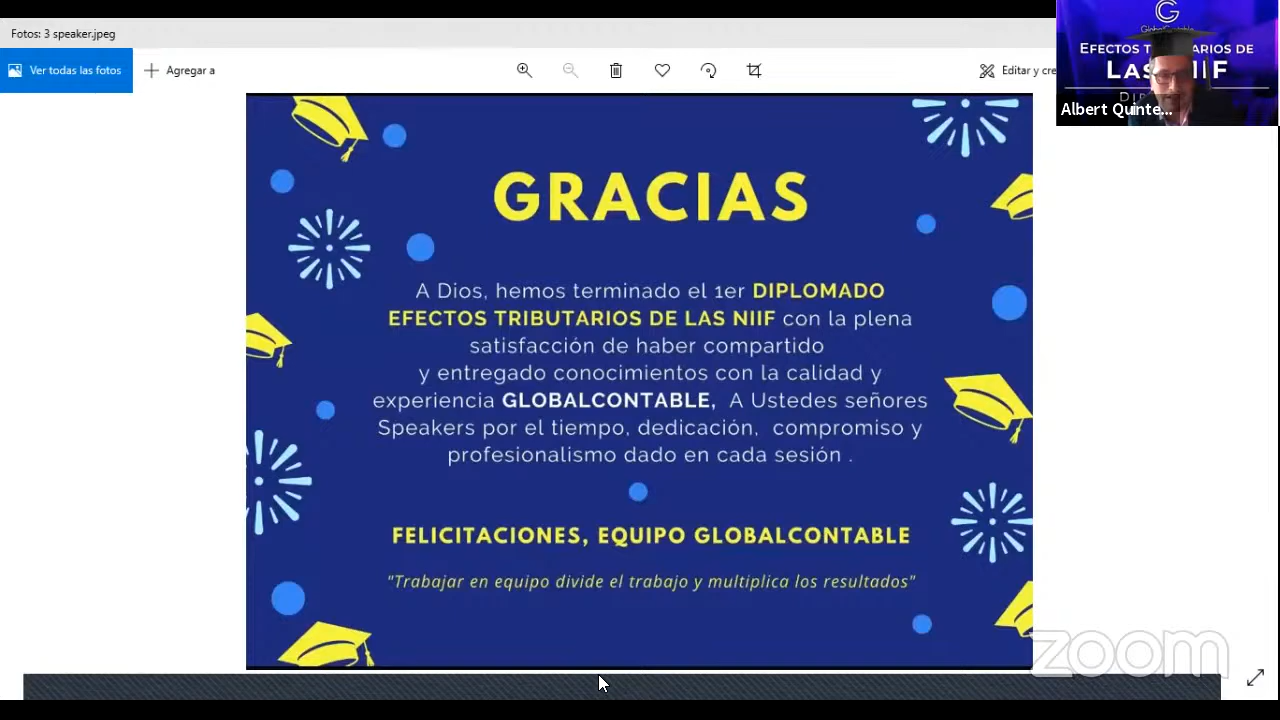 Fotos: 3 speaker.jpeg
Ver todas las fotos
Agregar a
Editar y cre
EFECTOS DE
LAS
Albert Quinte...
GRACIAS
A Dios, hemos terminado el 1er DIPLOMADO
EFECTOS TRIBUTARIOS DE LAS NIIF con la plena
satisfacción de haber compartido
y entregado conocimientos con la calidad y
experiencia GLOBALCONTABLE, A Ustedes señores
Speakers por el tiempo, dedicación, compromiso y
profesionalismo dado en cada sesión .
FELICITACIONES, EQUIPO GLOBALCONTABLE
"Trabajar en equipo divide el trabajo y multiplica los resultados"
zoom